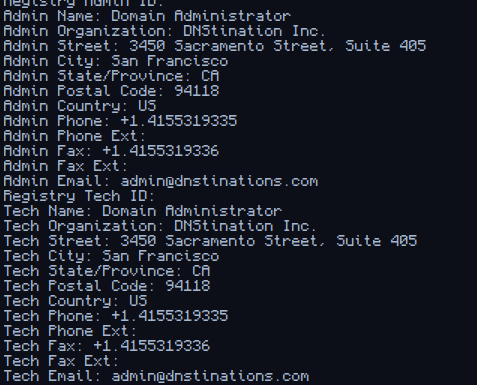 Registry Admin ID:
Admin Name: Domain Administrator
Admin Organization: DNStination Inc.
Admin Street: 3450 Sacramento Street, Suite 405
Admin City: San Francisco
Admin State/Province: CA
Admin Postal Code: 94118
Admin Country: US
Admin Phone: +1.4155319335
Admin Phone Ext:
Admin Fax: +1.4155319336
Admin Fax Ext:
Admin Email: admin@dnstinations.com
Registry Tech ID:
Tech Name: Domain Administrator
Tech Organization: DNStination Inc.
Tech Street: 3450 Sacramento Street, Suite 405
Tech City: San Francisco
Tech State/Province: CA
Tech Postal Code: 94118
Tech Country: US
Tech Phone: +1.4155319335
Tech Phone Ext:
Tech Fax: +1.4155319336
Tech Fax Ext:
Tech Email: admin@dnstinations.com